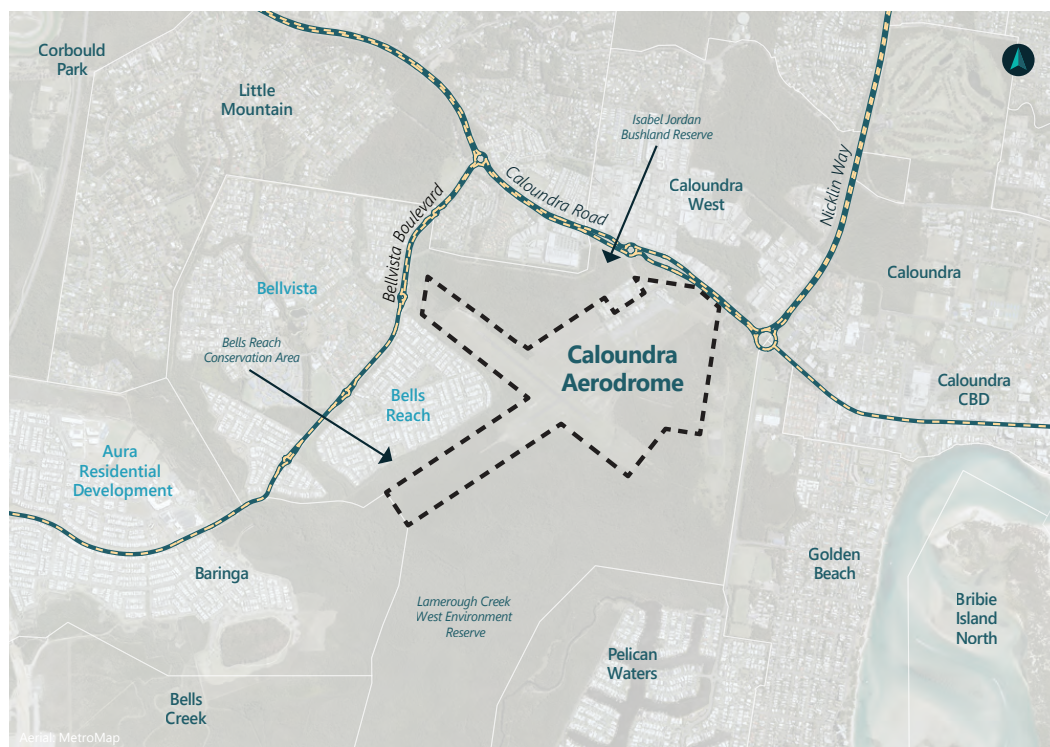 Corbould
Park
Little
Mountain
Isabel Jordan
Bushland Reserve
Caloundra
West
Nicklin Way
Caloundra Road
Bellvista Boulevard
Caloundra
Bellvista
Bells Reach
Conservation Area
Caloundra
Aerodrome
Bells
Reach
Caloundra
CBD
Aura
Residential
Development
Baringa
Golden
Beach
Lamerough Creek
West Environment
Reserve
Bribie
Island
North
Pelican
Waters
Bells
Creek
Aerial: MetroMap